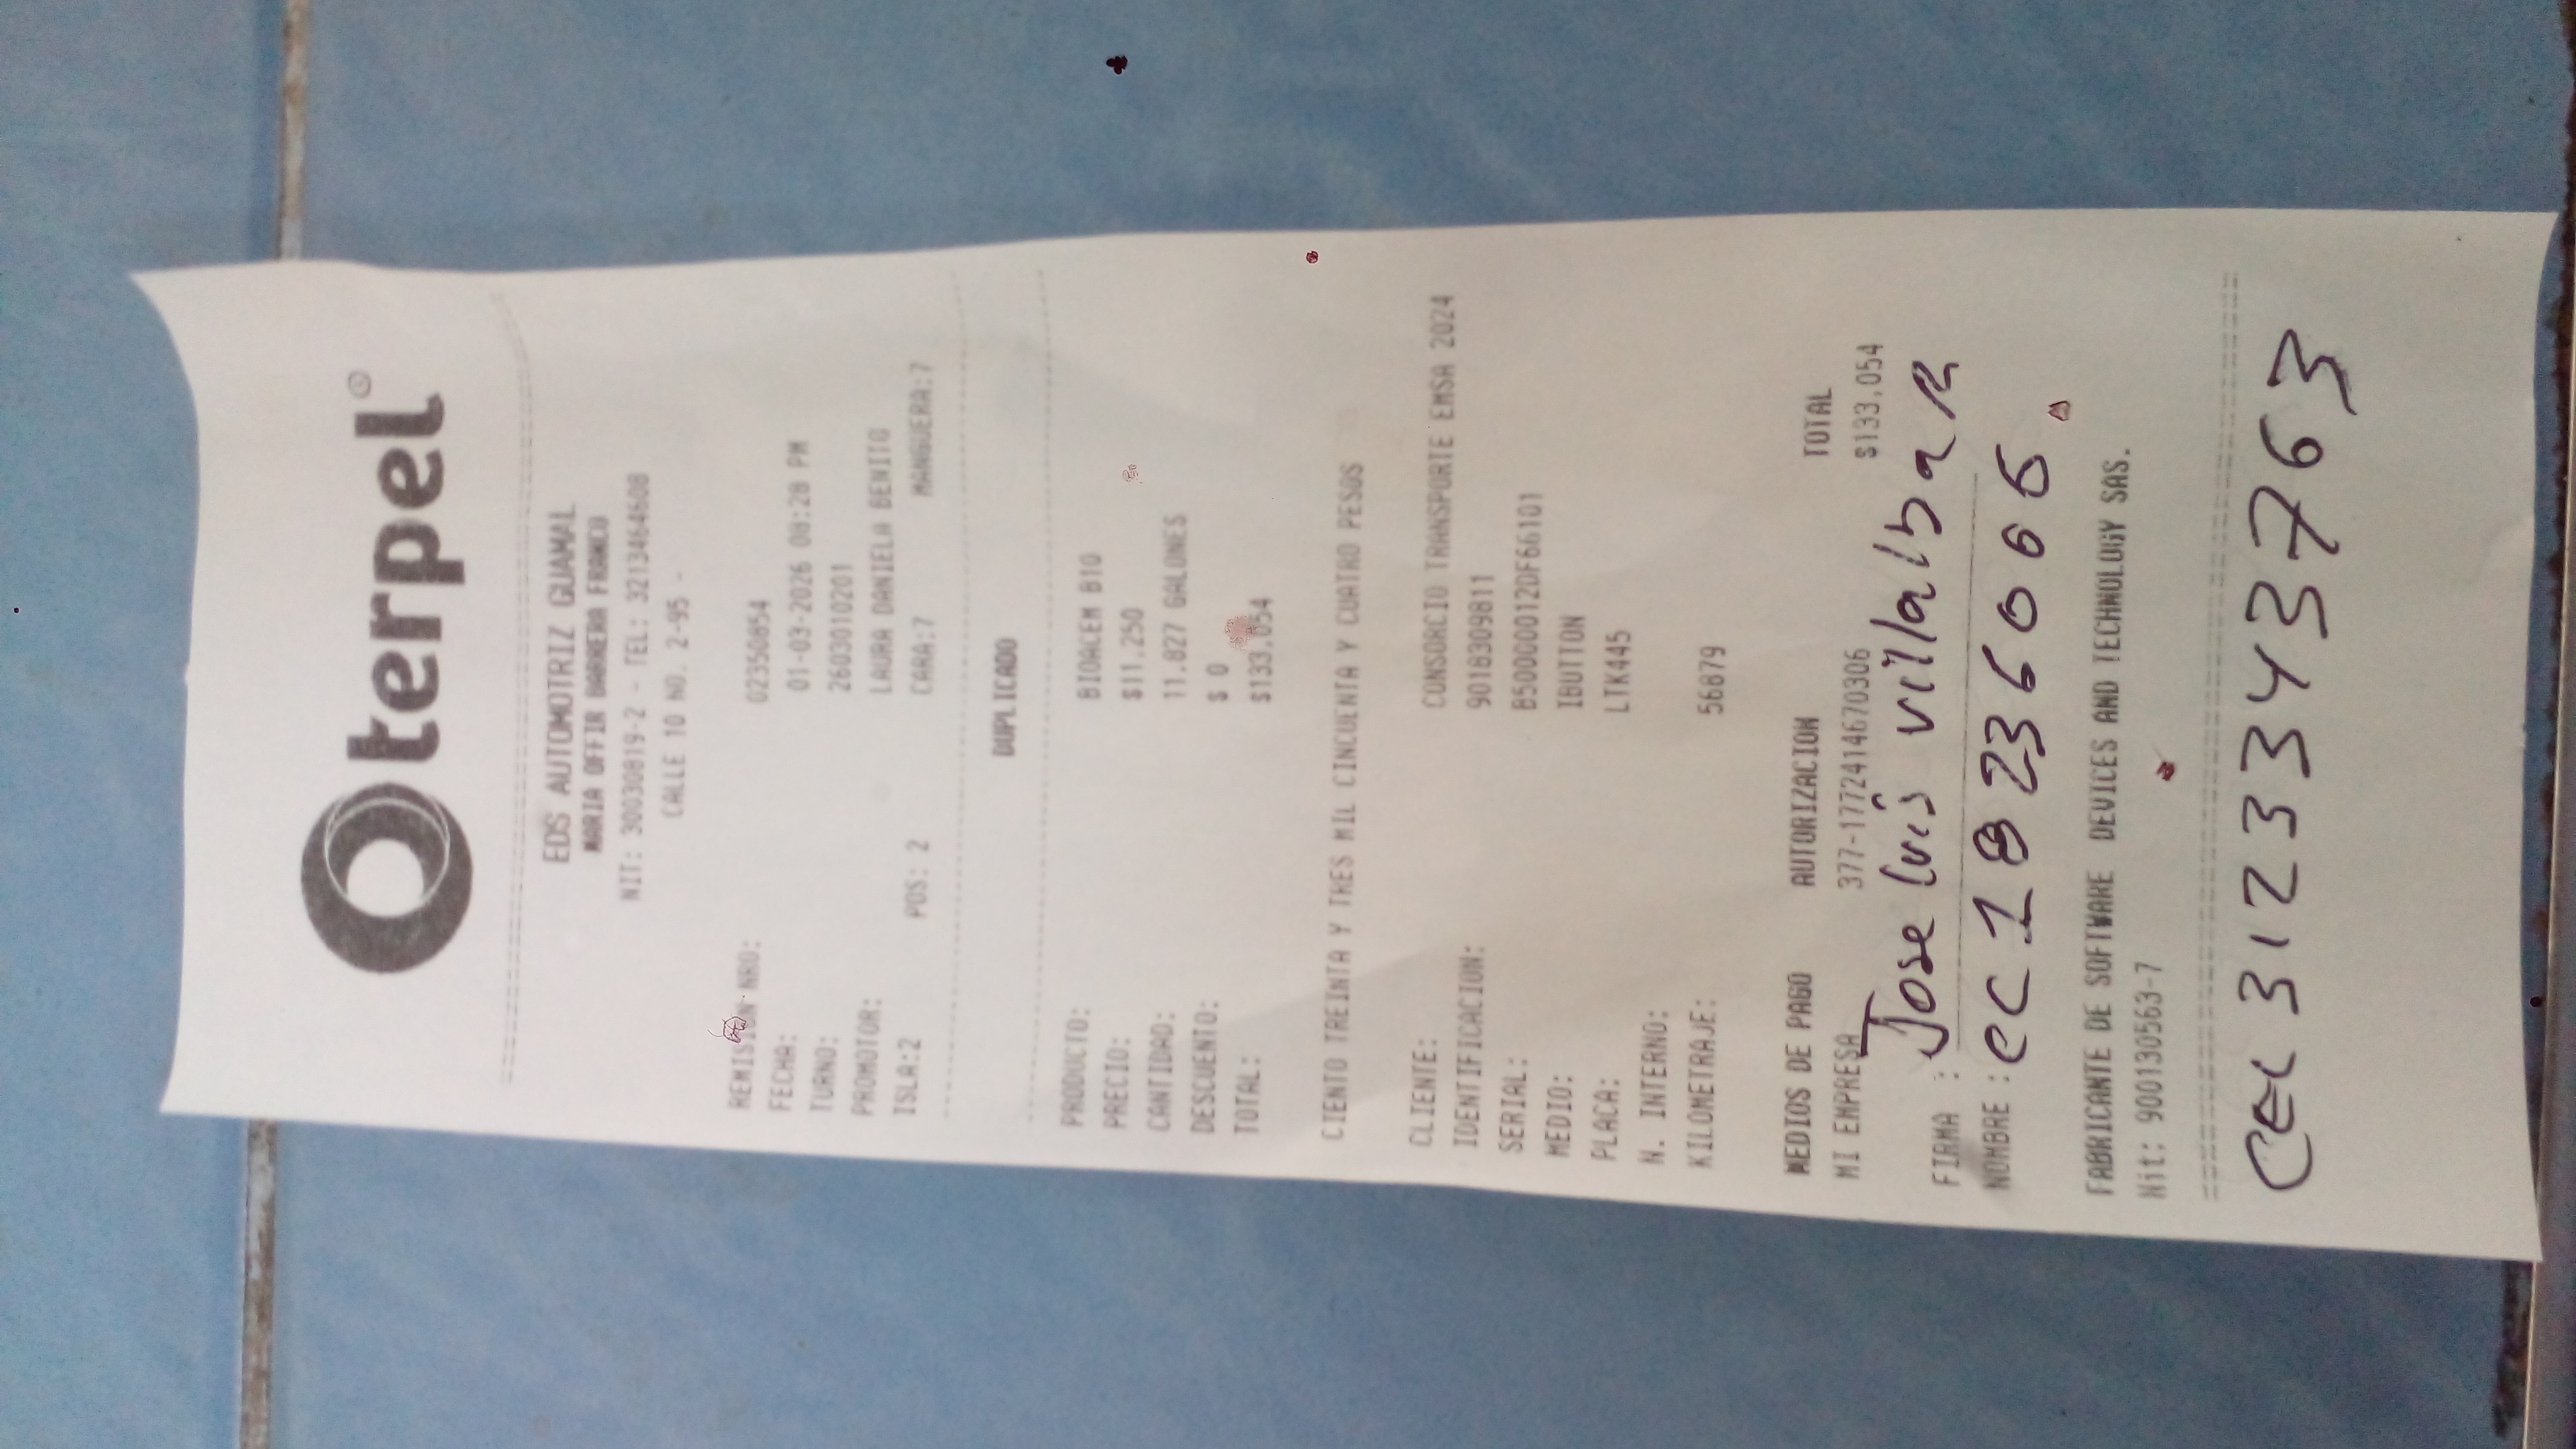 terpel
EDS AUTOMOTRIZ GUAMAL
MARIA OFFIR BARRERA FRANCO
NIT: 30030819-2 - TEL: 3213464608
CALLE 10 NO. 2-95 -
REMISION NRO: 02350854
FECHA: 01-03-2026 08:28 PM
TURNO: 2603010201
PROMOTOR: LAURA DANIELA BENITO
ISLA:2 POS: 2 CARA:7 MANGUERA:7
DUPLICADO
PRODUCTO: BIOACEM B10
PRECIO: $11,250
CANTIDAD: 11.827 GALONES
DESCUENTO: $ 0
TOTAL: $133,054
CIENTO TREINTA Y TRES MIL CINCUENTA Y CUATRO PESOS
CLIENTE: CONSORCIO TRANSPORTE EMSA 2024
IDENTIFICACION: 9018309811
SERIAL: B500000012DF66101
MEDIO: IBUTTON
PLACA: LTK445
N. INTERNO:
KILOMETRAJE: 56879
MEDIOS DE PAGO AUTORIZACION TOTAL
MI EMPRESA 377-1772414670306 $133,054
FIRMA : Jose luis villalba R
NOMBRE : CC 18236066
FABRICANTE DE SOFTWARE DEVICES AND TECHNOLOGY SAS.
Nit: 900130563-7
CEL 3123343763